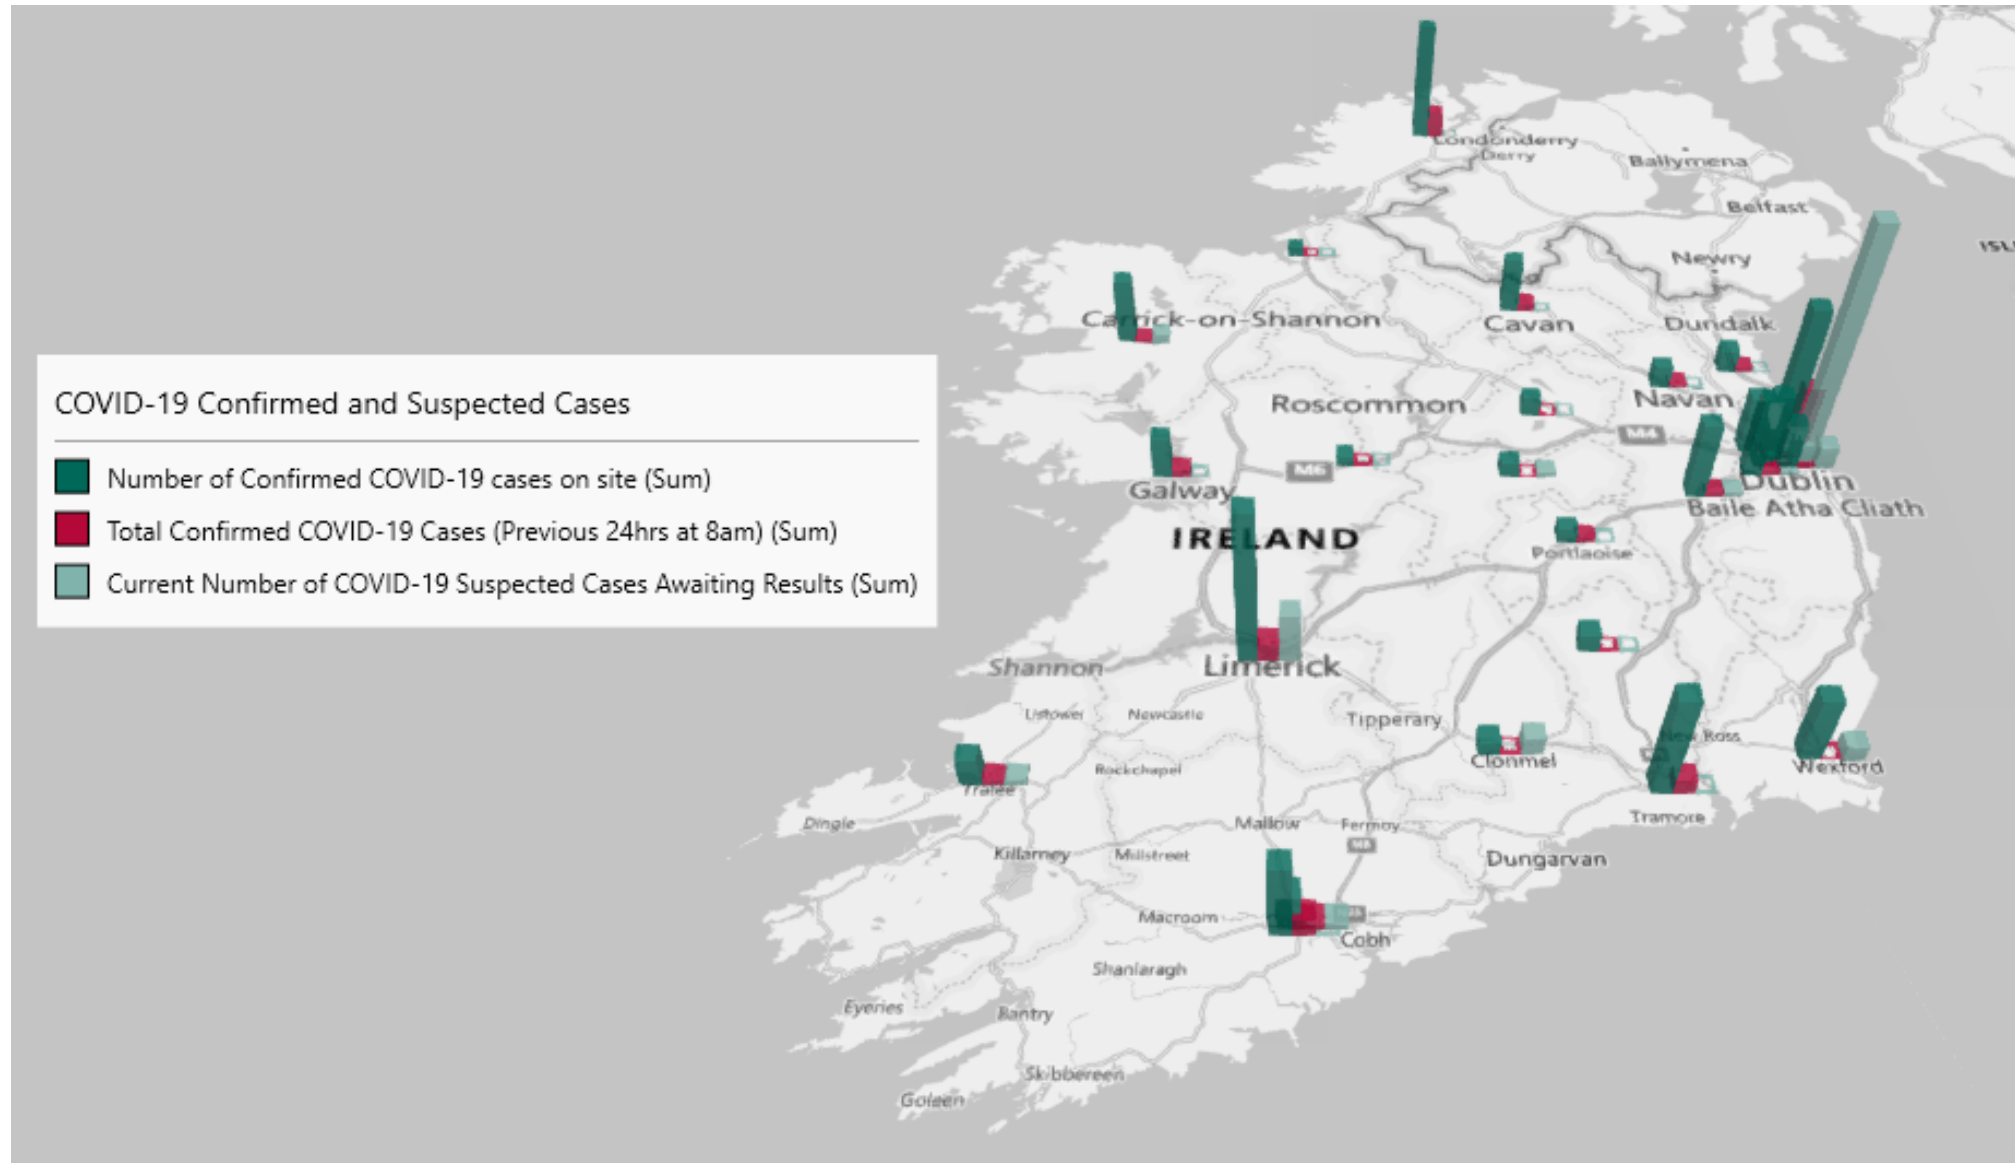 Londonderry
Derry
Ballymena
Belfast
ISL
Newry
Carrick-on-Shannon
Cavan
Dundalk
COVID-19 Confirmed and Suspected Cases
Number of Confirmed COVID-19 cases on site (Sum)
Total Confirmed COVID-19 Cases (Previous 24hrs at 8am) (Sum)
Current Number of COVID-19 Suspected Cases Awaiting Results (Sum)
Roscommon
Navan
M4
M6
Galway
Dublin
Baile Atha Cliath
IRELAND
Portlaoise
Shannon
Limerick
Listowel
Newcastle
Tipperary
New Ross
Rockchapel
Clonmel
Wexford
Tralee
Dingle
Mallow
Fermoy
Tramore
M8
Killarney
Millstreet
Dungarvan
Macroom
Cobh
Shanlaragh
Eyeries
Bantry
Skibbereen
Goleen